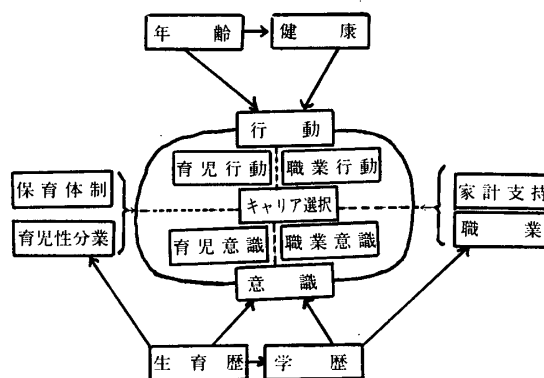 年齢
健康
行動
育児行動
職業行動
保育体制
キャリア選択
家計支持
育児性分業
育児意識
職業意識
職業
意識
生育歴
学歴